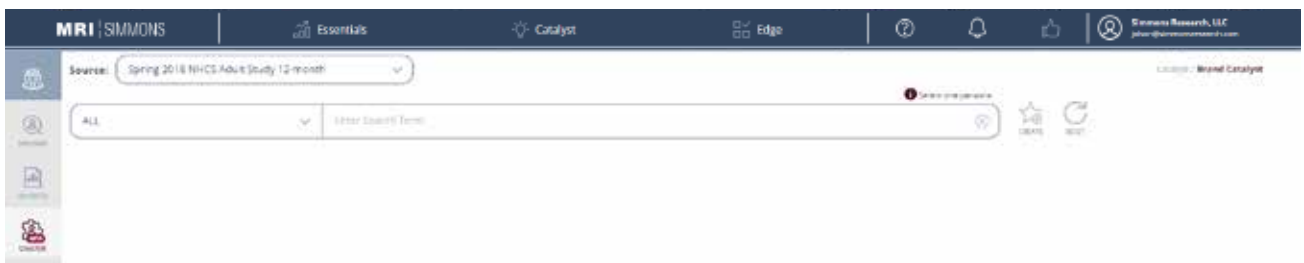 MRI SIMMONS
Essentials
Catalyst
Edge
Simmons Research, LLC
Source: Spring 2018 NHCS Adult Study 12-month
Brand Catalyst
ALL
Enter Search Term
CREATE
RESET